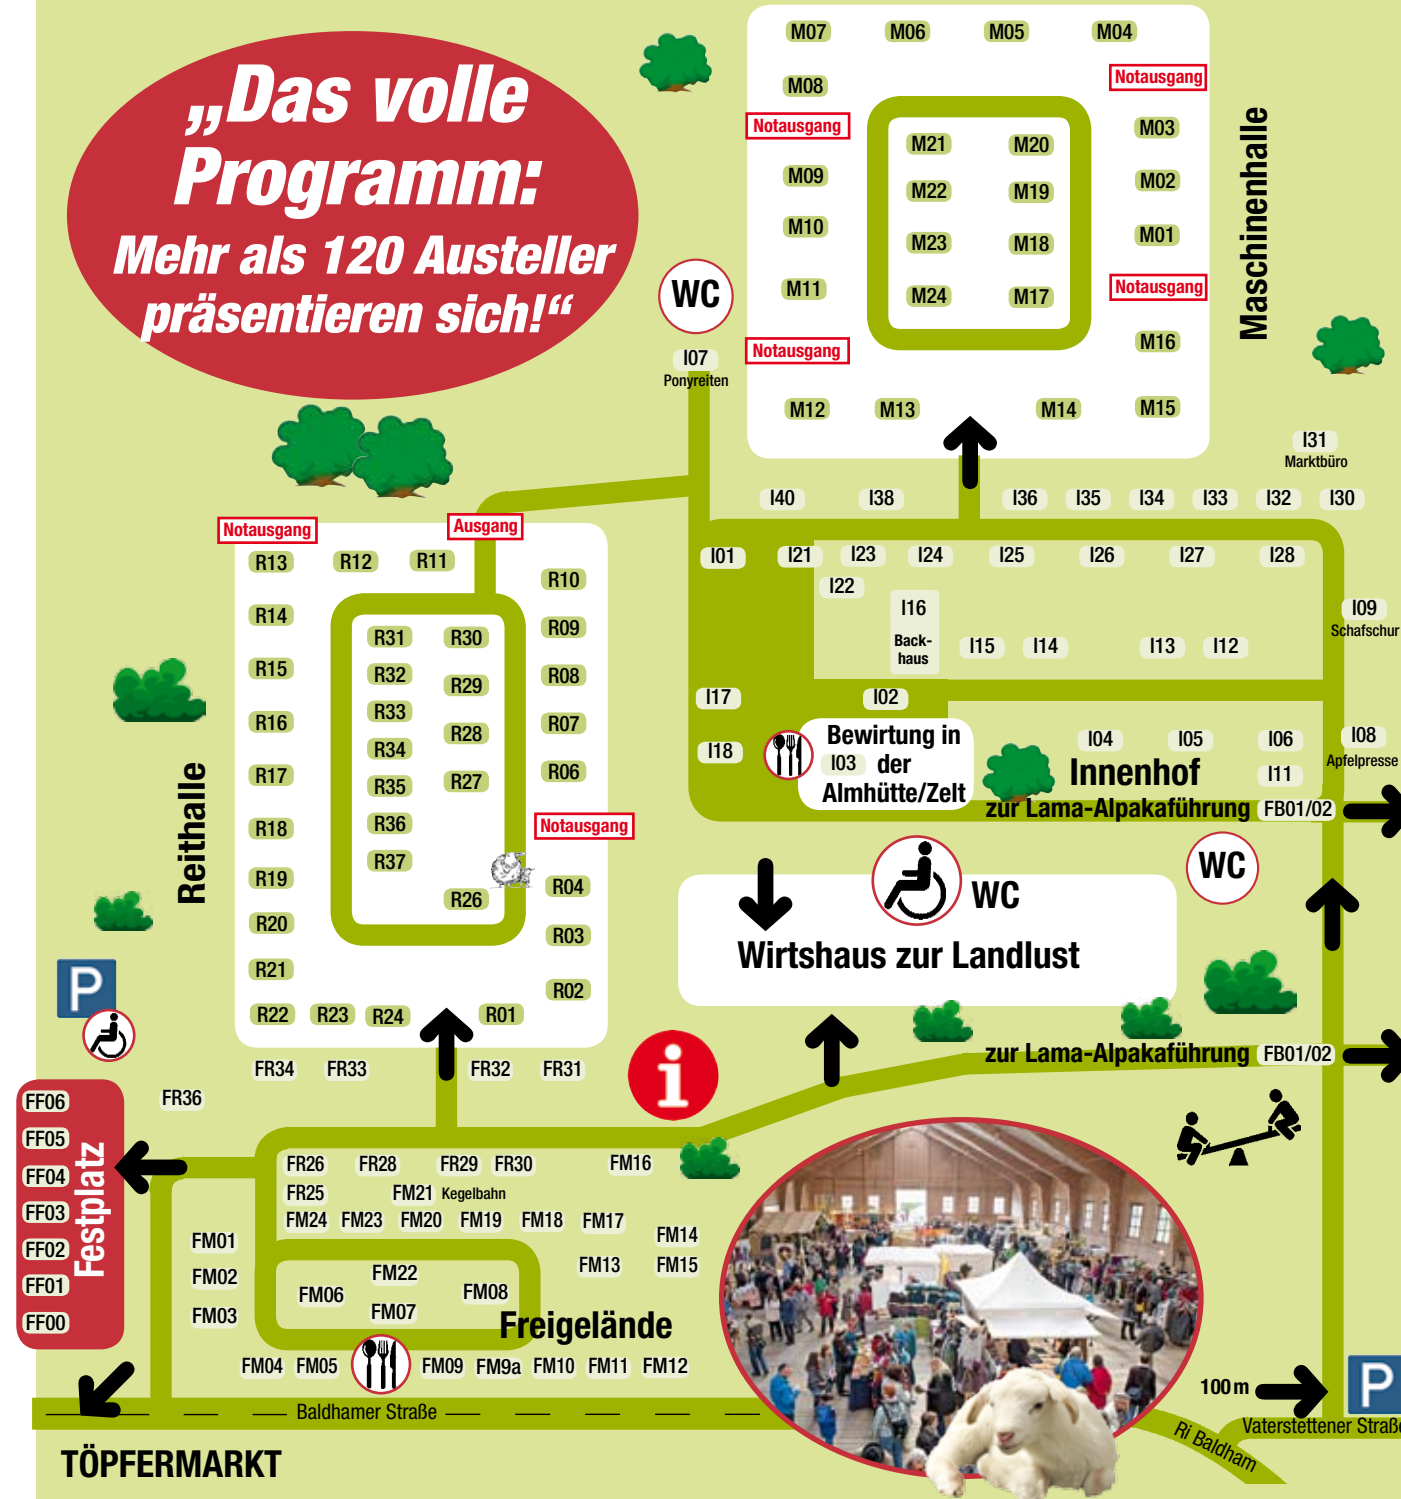 „Das volle
Programm:
Mehr als 120 Austeller
präsentieren sich!“
M07 M06 M05 M04
M08
Notausgang
Notausgang
M03
M09
M02
M10
M01
M11
Notausgang
Notausgang
M16
M12 M13 M14 M15
M21 M20
M22 M19
M23 M18
M24 M17
Maschinenhalle
WC
I07
Ponyreiten
I31
Marktbüro
I40 I38 I36 I35 I34 I33 I32 I30
I01 I21 I23 I24 I25 I26 I27 I28
I22
I16
Back-
haus
I15 I14 I13 I12
I09
Schafschur
I17 I02
I18
Bewirtung in
I03 der
Almhütte/Zelt
I04 I05 I06
I11
I08
Apfelpresse
Innenhof
zur Lama-Alpakaführung FB01/02
Notausgang
Ausgang
R13 R12 R11
R10
R14
R09
R15
R08
R16
R07
R17
R06
R18
Notausgang
R19
R04
R20
R03
R21
R02
R22 R23 R24 R01
R31 R30
R32
R29
R33
R28
R34
R27
R35
R36
R37
R26
Reithalle
WC
WC
Wirtshaus zur Landlust
P
FR34 FR33 FR32 FR31
i
zur Lama-Alpakaführung FB01/02
FR36
FF06
FF05
FF04
FF03
FF02
FF01
FF00
Festplatz
FR26 FR28 FR29 FR30 FM16
FR25 FM21 Kegelbahn
FM24 FM23 FM20 FM19 FM18 FM17
FM14
FM01
FM13 FM15
FM02
FM22
FM06
FM08
FM03
FM07
Freigelände
FM04 FM05 FM09 FM9a FM10 FM11 FM12
100 m
P
Baldhamer Straße
Ri Baldham
Vaterstettener Straße
TÖPFERMARKT